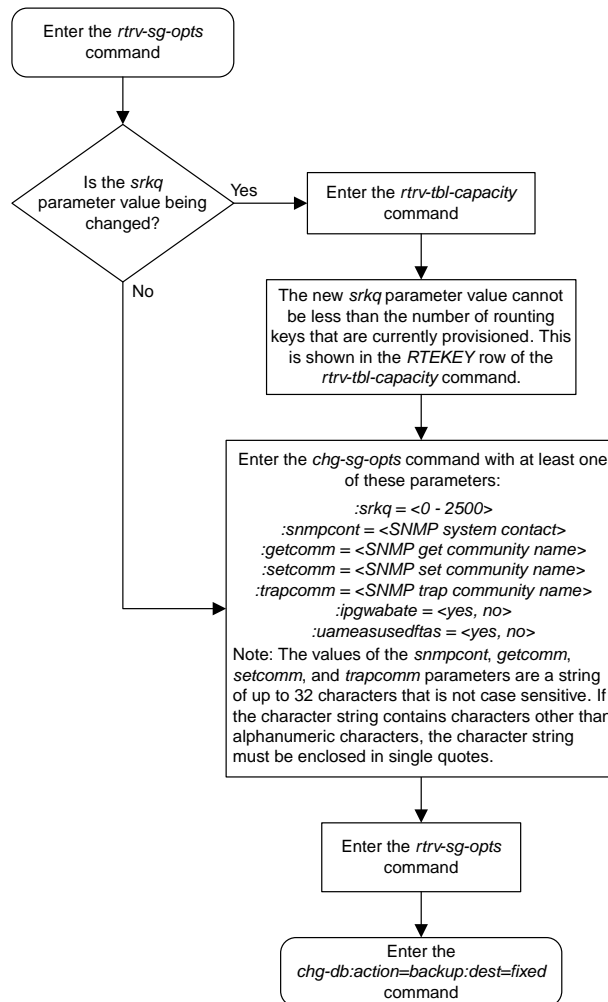 Enter the rtrv-sg-opts
command
Is the srkq
parameter value being
changed?
Yes
Enter the rtrv-tbl-capacity
command
No
The new srkq parameter value cannot
be less than the number of rounting
keys that are currently provisioned. This
is shown in the RTEKEY row of the
rtrv-tbl-capacity command.
Enter the chg-sg-opts command with at least one
of these parameters:
:srkq = <0 - 2500>
:snmpcont = <SNMP system contact>
:getcomm = <SNMP get community name>
:setcomm = <SNMP set community name>
:trapcomm = <SNMP trap community name>
:ipgwabate = <yes, no>
:uameasusedftas = <yes, no>
Note: The values of the snmpcont, getcomm,
setcomm, and trapcomm parameters are a string
of up to 32 characters that is not case sensitive. If
the character string contains characters other than
alphanumeric characters, the character string
must be enclosed in single quotes.
Enter the rtrv-sg-opts
command
Enter the
chg-db:action=backup:dest=fixed
command